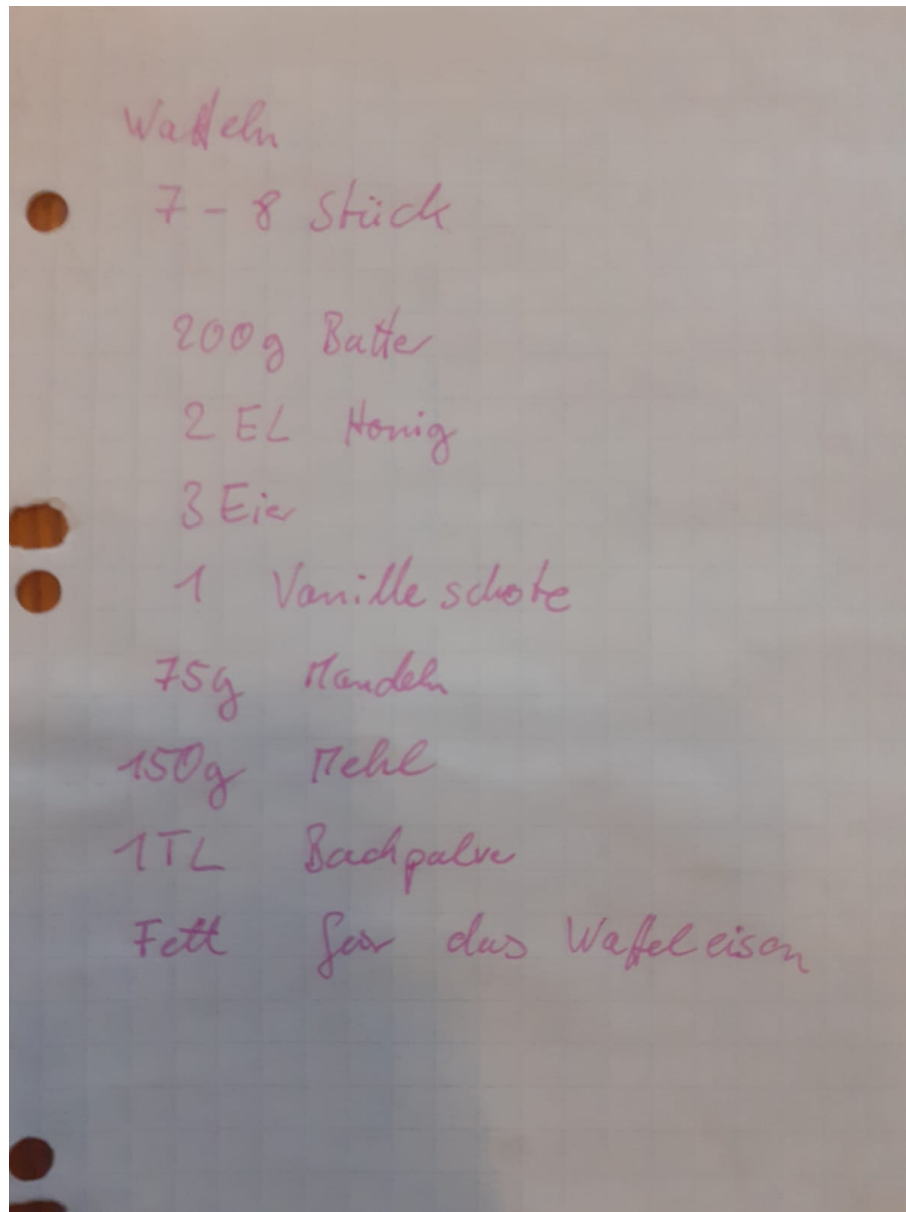 Waffeln
7 - 8 Stück
200g Butter
2 EL Honig
3 Eier
1 Vanilleschote
75g Mandeln
150g Mehl
1TL Backpulver
Fett für das Waffeleisen